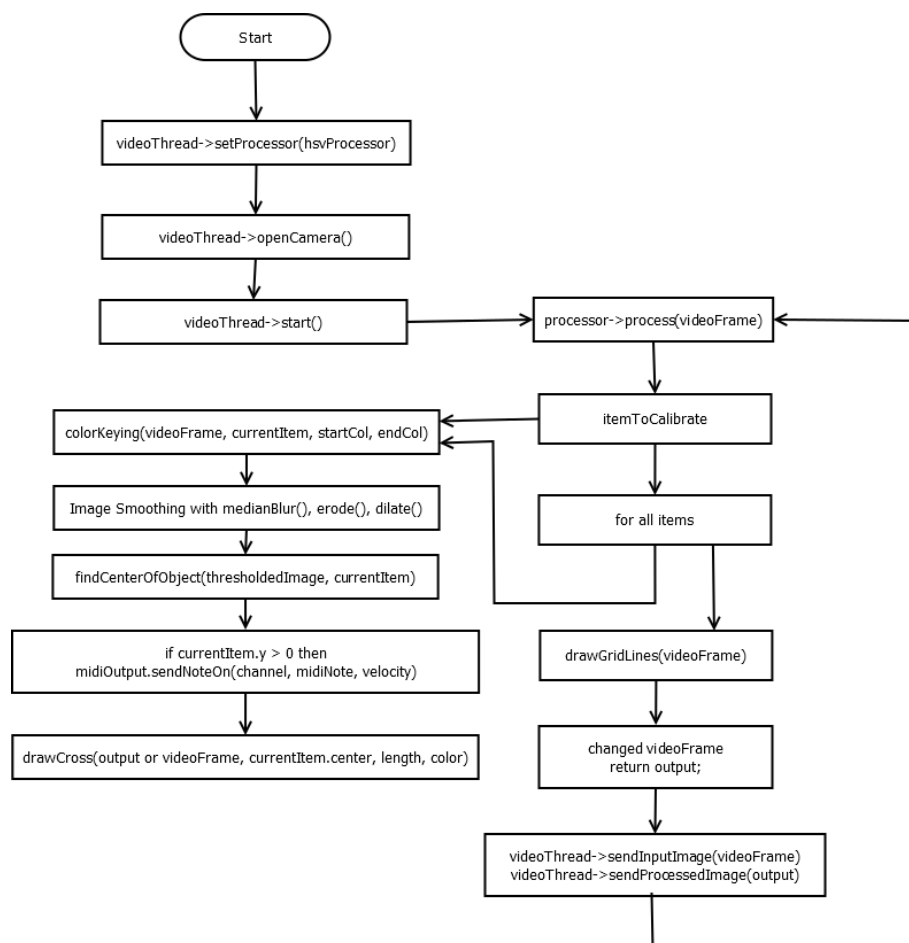 Start
videoThread->setProcessor(hsvProcessor)
videoThread->openCamera()
videoThread->start()
processor->process(videoFrame)
itemToCalibrate
colorKeying(videoFrame, currentItem, startCol, endCol)
Image Smoothing with medianBlur(), erode(), dilate()
for all items
findCenterOfObject(thresholdedImage, currentItem)
if currentItem.y > 0 then
midiOutput.sendNoteOn(channel, midiNote, velocity)
drawGridLines(videoFrame)
drawCross(output or videoFrame, currentItem.center, length, color)
changed videoFrame
return output;
videoThread->sendInputImage(videoFrame)
videoThread->sendProcessedImage(output)